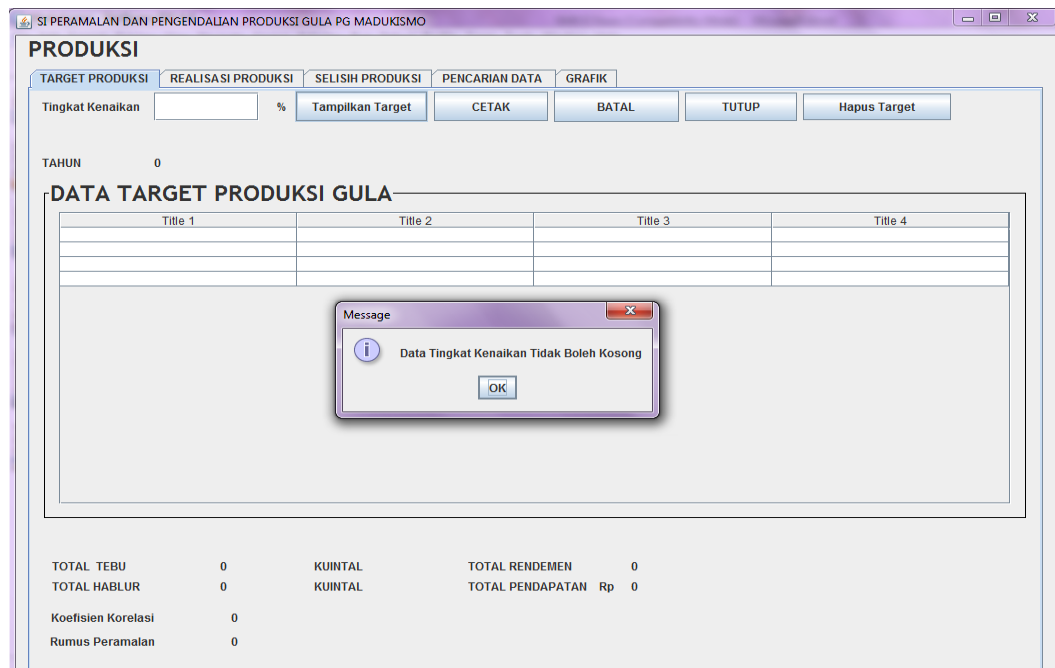 SI PERAMALAN DAN PENGENDALIAN PRODUKSI GULA PG MADUKISMO
PRODUKSI
TARGET PRODUKSI REALISASI PRODUKSI SELISIH PRODUKSI PENCARIAN DATA GRAFIK
Tingkat Kenaikan % Tampilkan Target CETAK BATAL TUTUP Hapus Target
TAHUN 0
DATA TARGET PRODUKSI GULA
Title 1 Title 2 Title 3 Title 4
Message
Data Tingkat Kenaikan Tidak Boleh Kosong
OK
TOTAL TEBU 0 KUINTAL TOTAL RENDEMEN 0
TOTAL HABLUR 0 KUINTAL TOTAL PENDAPATAN Rp 0
Koefisien Korelasi 0
Rumus Peramalan 0